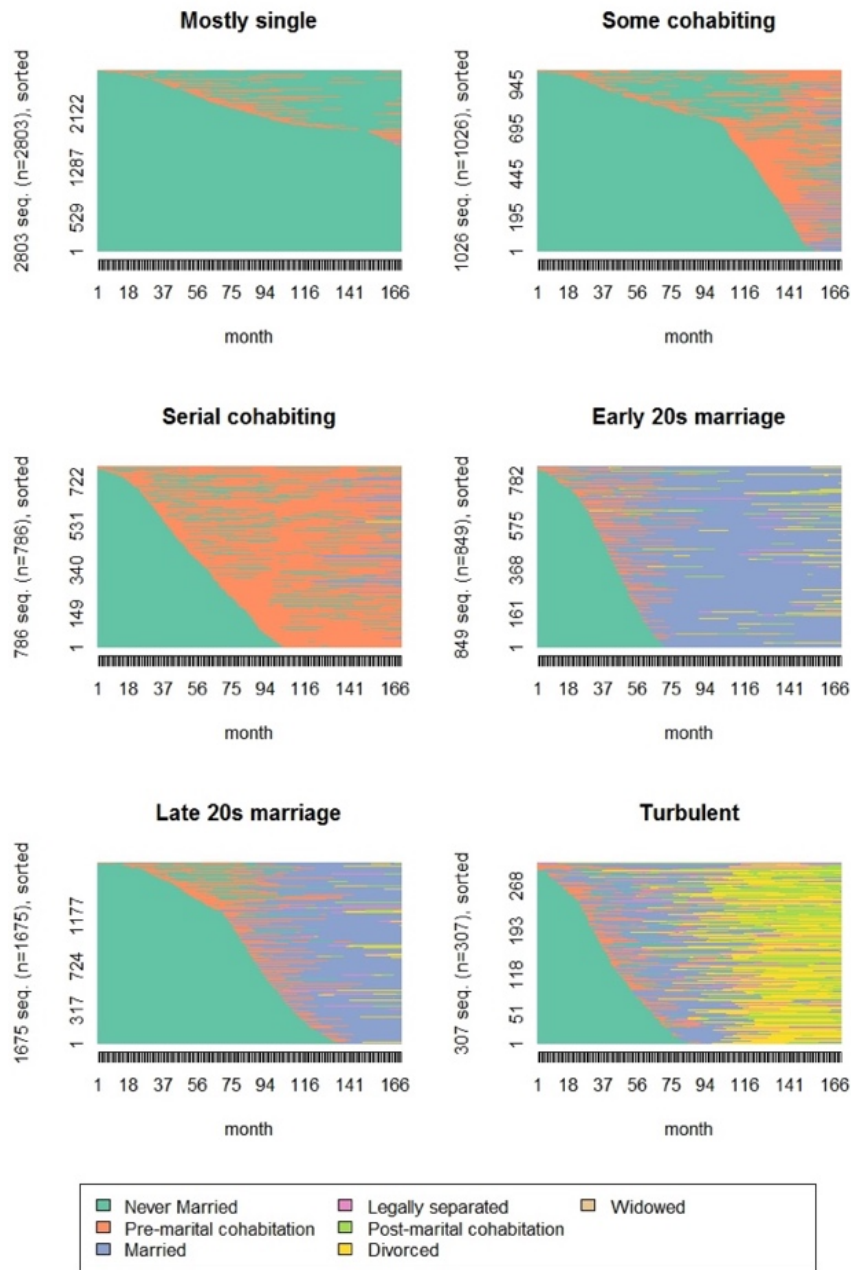 Mostly single
2803 seq. (n=2803), sorted
1 529 1287 2122
1 18 37 56 75 94 116 141 166
month
Some cohabiting
1026 seq. (n=1026), sorted
1 195 445 695 945
1 18 37 56 75 94 116 141 166
month
Serial cohabiting
786 seq. (n=786), sorted
1 149 340 531 722
1 18 37 56 75 94 116 141 166
month
Early 20s marriage
849 seq. (n=849), sorted
1 161 368 575 782
1 18 37 56 75 94 116 141 166
month
Late 20s marriage
1675 seq. (n=1675), sorted
1 317 724 1177
1 18 37 56 75 94 116 141 166
month
Turbulent
307 seq. (n=307), sorted
1 51 118 193 268
1 18 37 56 75 94 116 141 166
month
Never Married
Pre-marital cohabitation
Married
Legally separated
Post-marital cohabitation
Divorced
Widowed